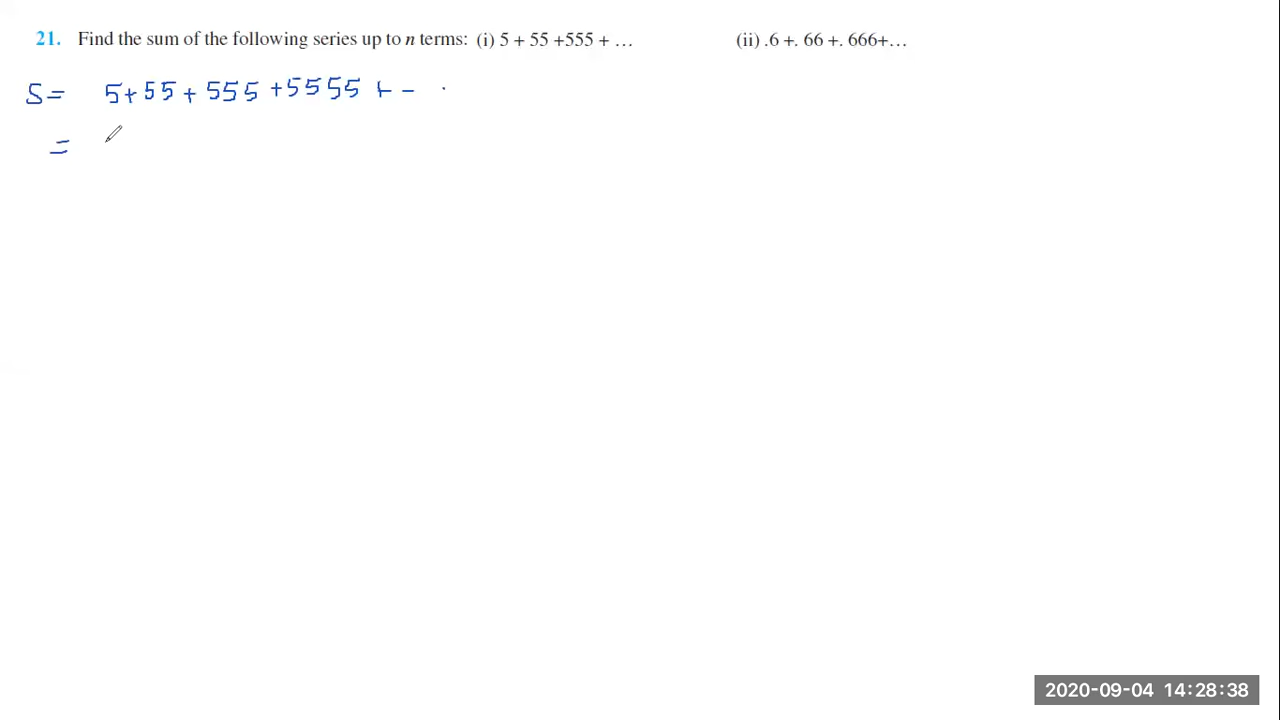 21. Find the sum of the following series up to n terms: (i) 5 + 55 +555 + … (ii) .6 +. 66 +. 666+…
S = 5+55 + 555 +5555 + - .
=
2020-09-04 14:28:38